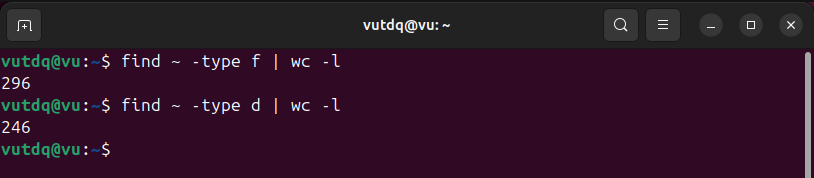 vutdq@vu: ~
vutdq@vu:~$ find ~ -type f | wc -l
296
vutdq@vu:~$ find ~ -type d | wc -l
246
vutdq@vu:~$